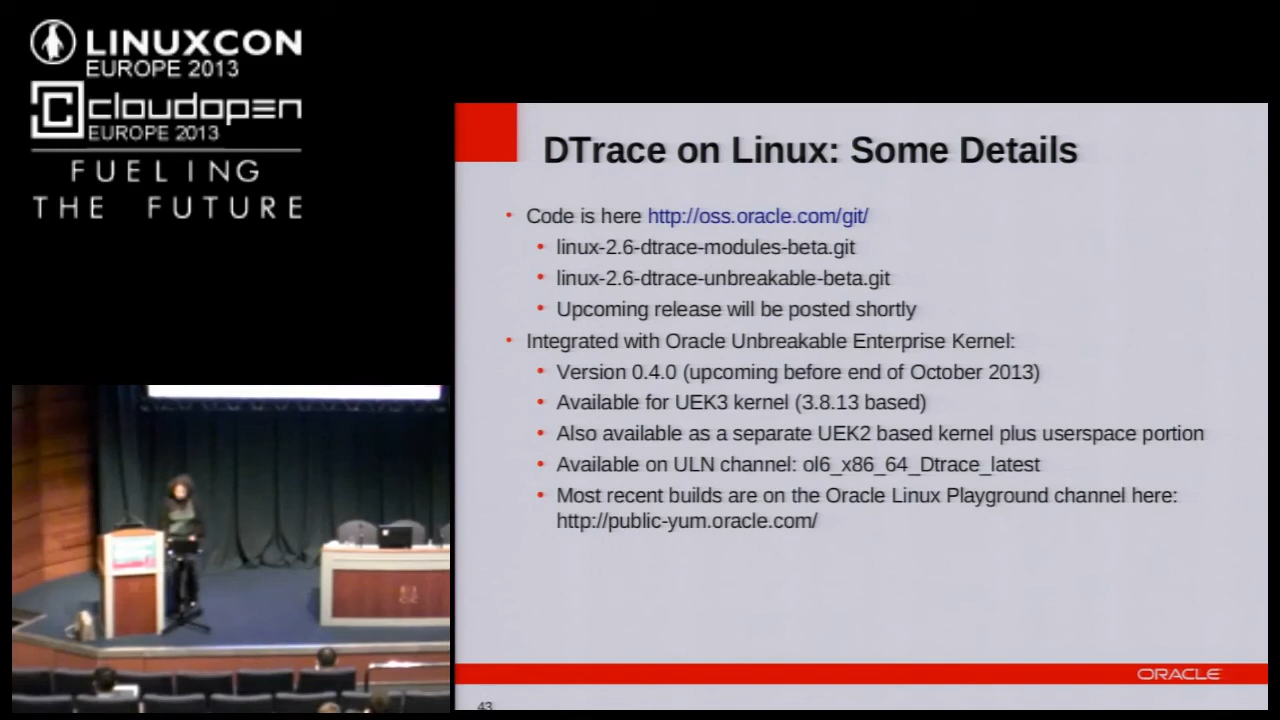 LINUXCON
EUROPE 2013
cloudopen
EUROPE 2013
FUELING
THE FUTURE
DTrace on Linux: Some Details
• Code is here http://oss.oracle.com/git/
• linux-2.6-dtrace-modules-beta.git
• linux-2.6-dtrace-unbreakable-beta.git
• Upcoming release will be posted shortly
• Integrated with Oracle Unbreakable Enterprise Kernel:
• Version 0.4.0 (upcoming before end of October 2013)
• Available for UEK3 kernel (3.8.13 based)
• Also available as a separate UEK2 based kernel plus userspace portion
• Available on ULN channel: ol6_x86_64_Dtrace_latest
• Most recent builds are on the Oracle Linux Playground channel here:
http://public-yum.oracle.com/
ORACLE
43